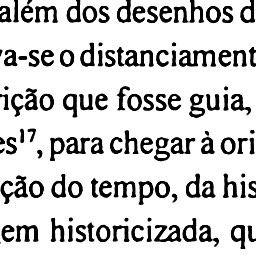 além dos desenhos d
va-se o distanciament
rição que fosse guia,
es¹⁷, para chegar à ori
ção do tempo, da his
em historicizada, qu